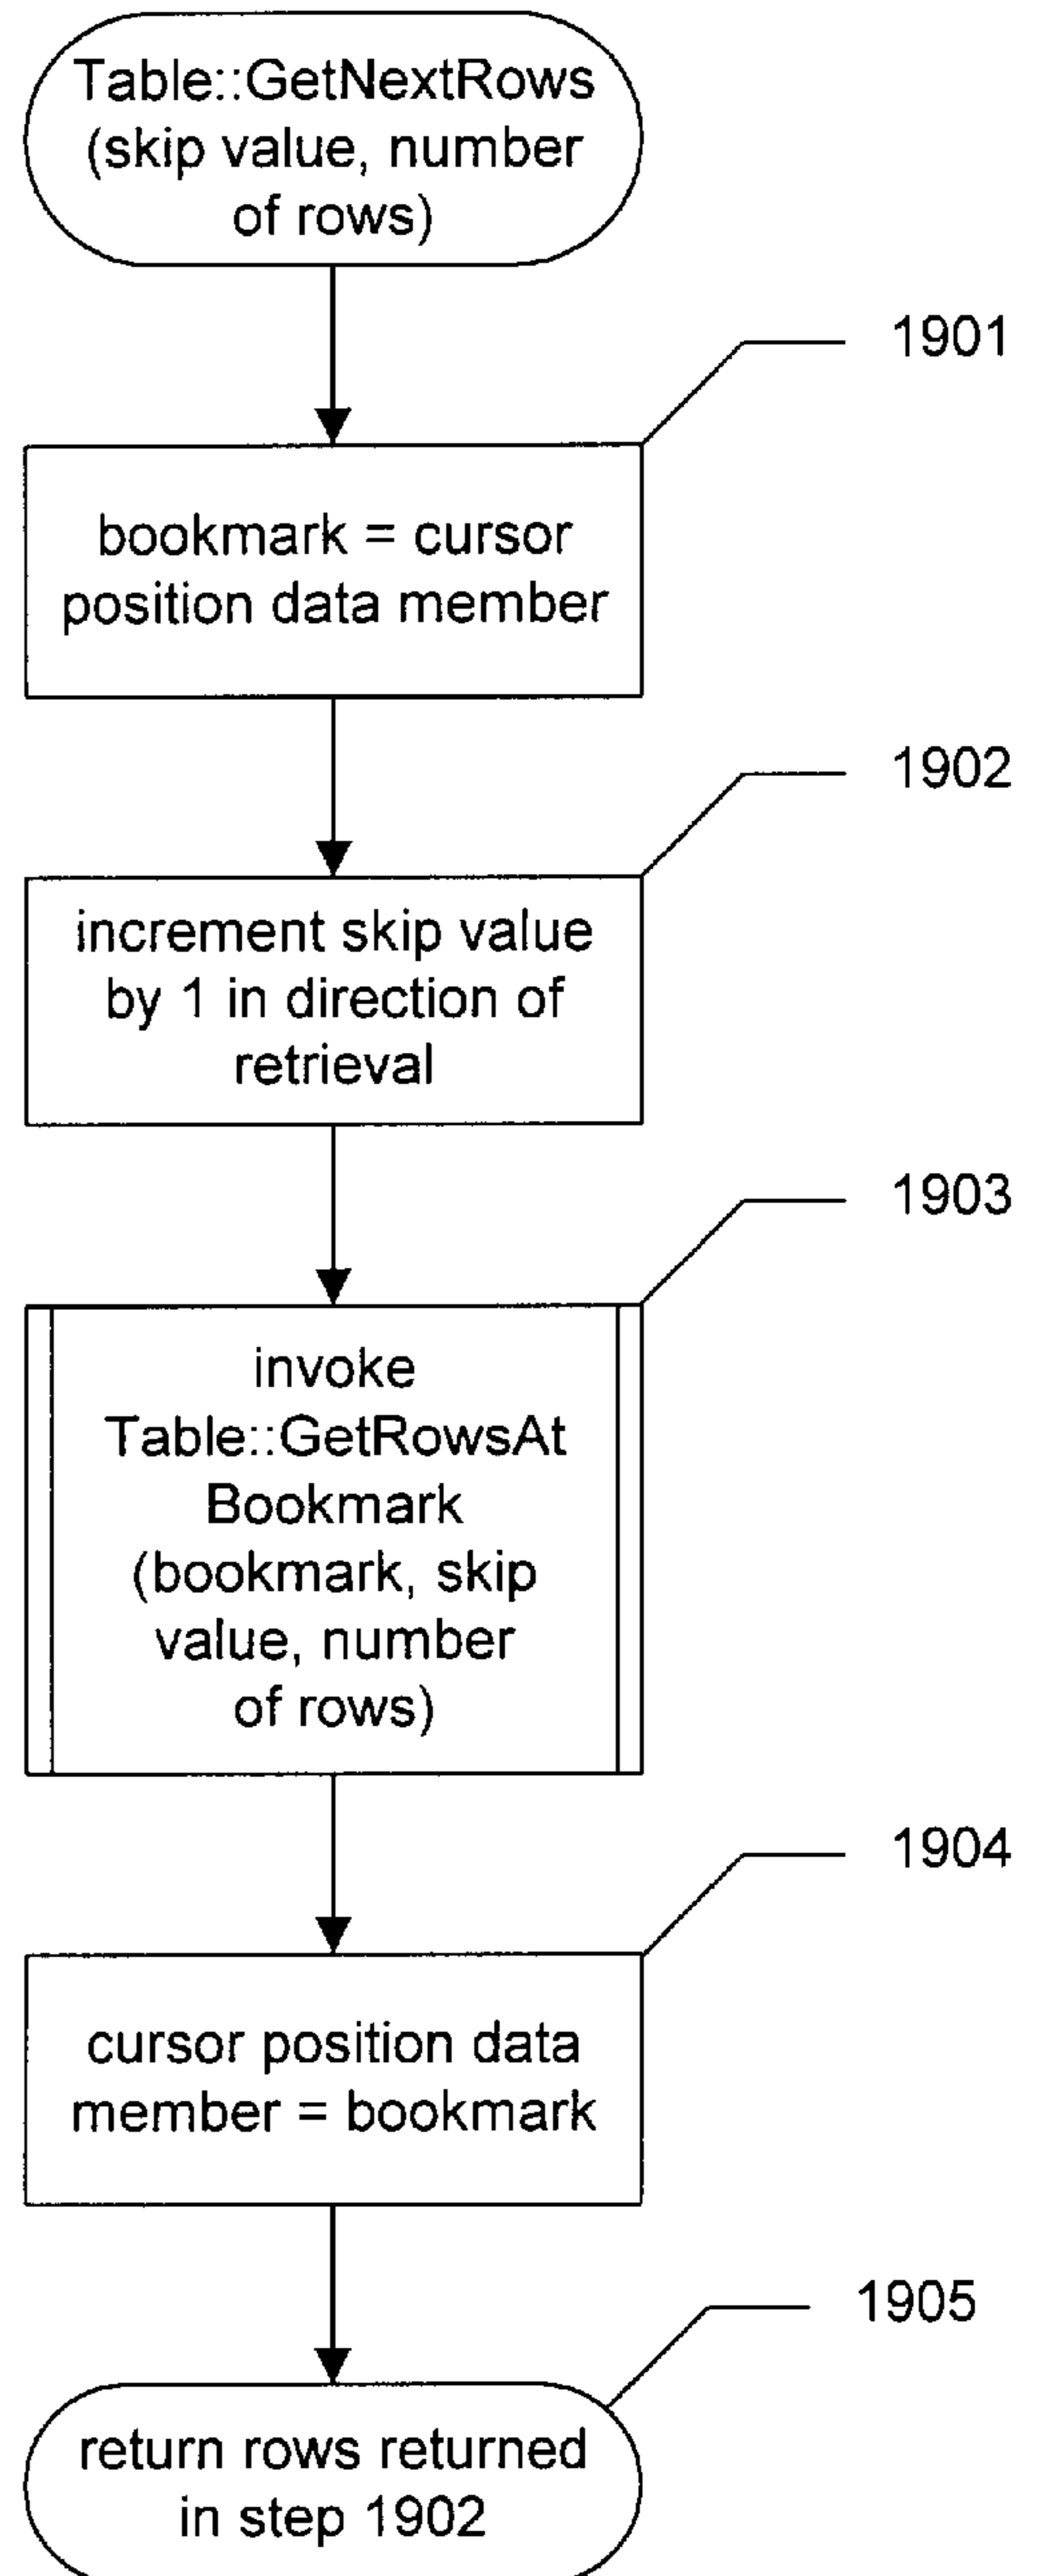 Table::GetNextRows
(skip value, number
of rows)
1901
bookmark = cursor
position data member
1902
increment skip value
by 1 in direction of
retrieval
1903
invoke
Table::GetRowsAt
Bookmark
(bookmark, skip
value, number
of rows)
1904
cursor position data
member = bookmark
1905
return rows returned
in step 1902